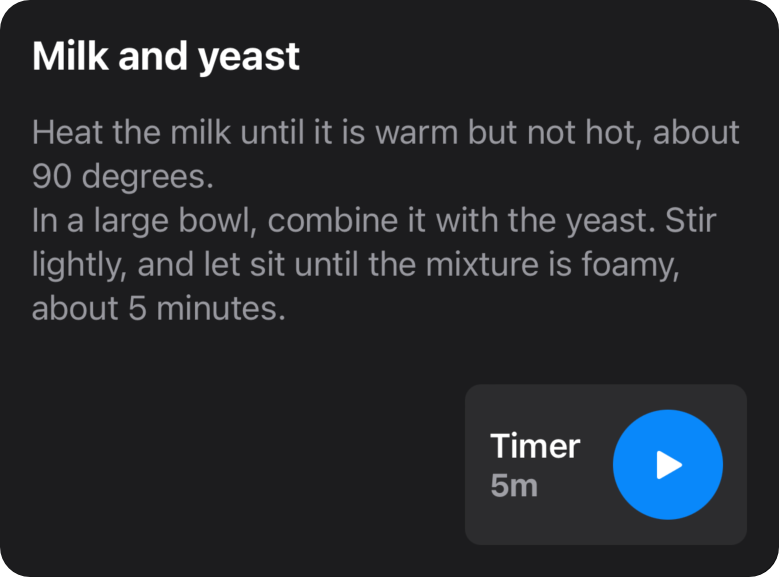 Milk and yeast
Heat the milk until it is warm but not hot, about
90 degrees.
In a large bowl, combine it with the yeast. Stir
lightly, and let sit until the mixture is foamy,
about 5 minutes.
Timer
5m